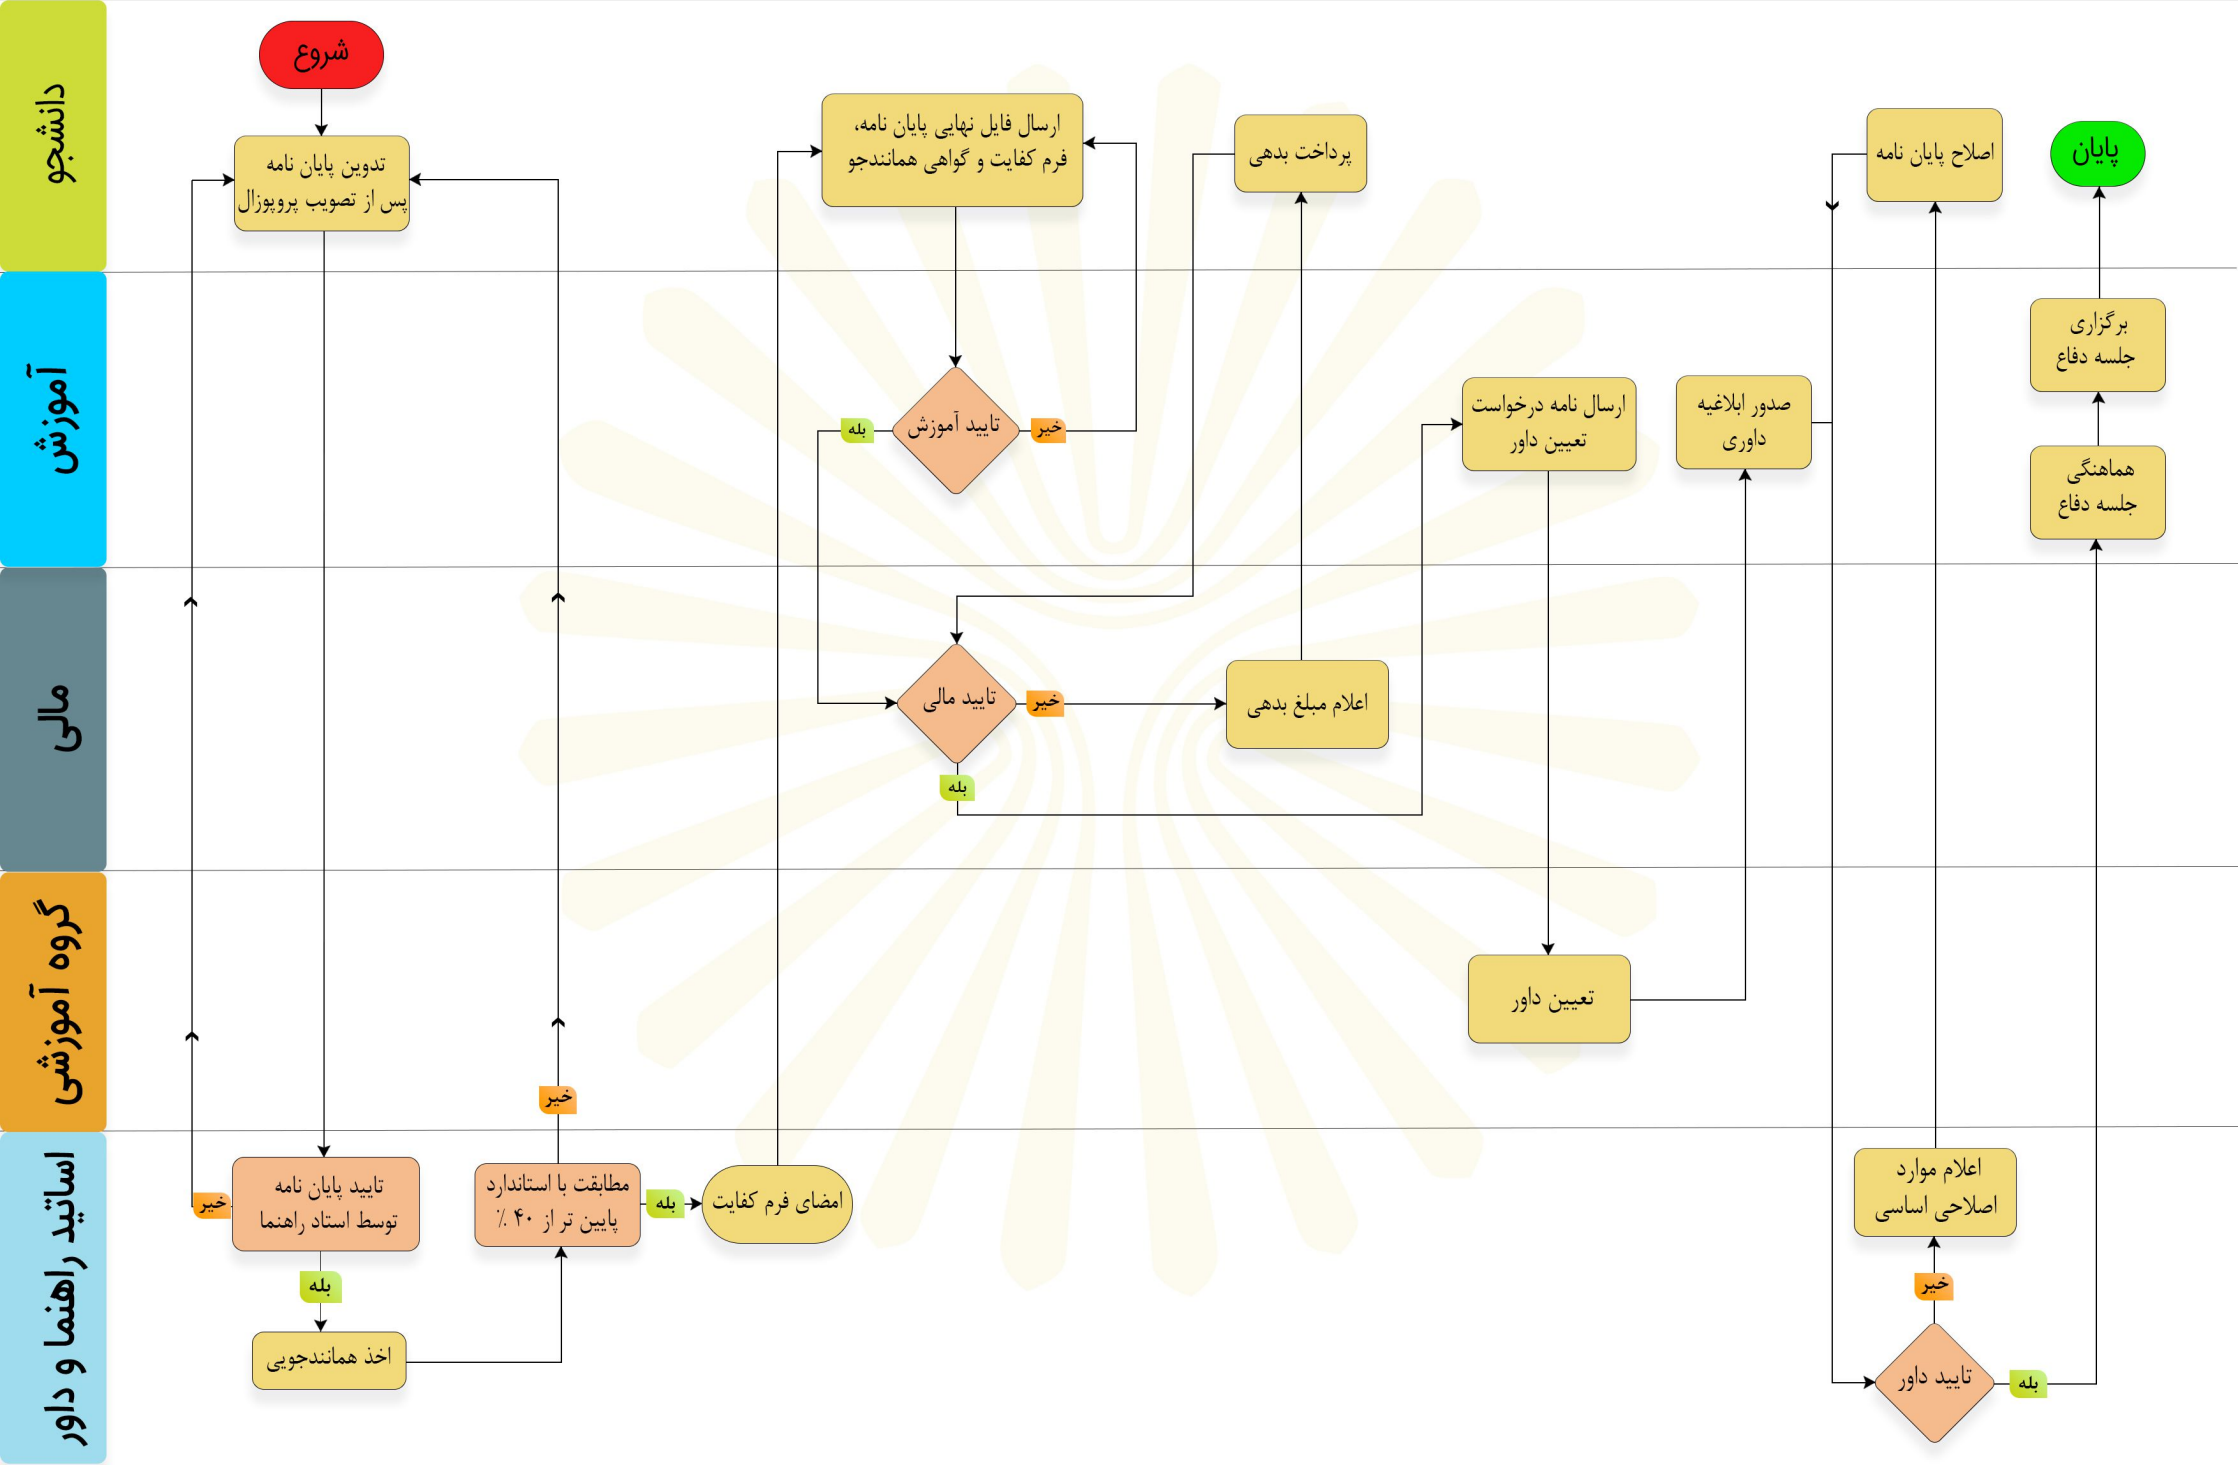 دانشجو
شروع
تدوین پایان نامه
پس از تصویب پروپوزال
ارسال فایل نهایی پایان نامه،
فرم کفایت و گواهی همانندجو
پرداخت بدهی
اصلاح پایان نامه
پایان
آموزش
تایید آموزش
بله
خیر
ارسال نامه درخواست
تعیین داور
صدور ابلاغیه
داوری
برگزاری
جلسه دفاع
هماهنگی
جلسه دفاع
مالی
تایید مالی
خیر
بله
اعلام مبلغ بدهی
گروه آموزشی
تعیین داور
خیر
اساتید راهنما و داور
تایید پایان نامه
توسط استاد راهنما
خیر
بله
اخذ همانندجویی
مطابقت با استاندارد
پایین تر از ۴۰ ٪
بله
امضای فرم کفایت
اعلام موارد
اصلاحی اساسی
خیر
تایید داور
بله